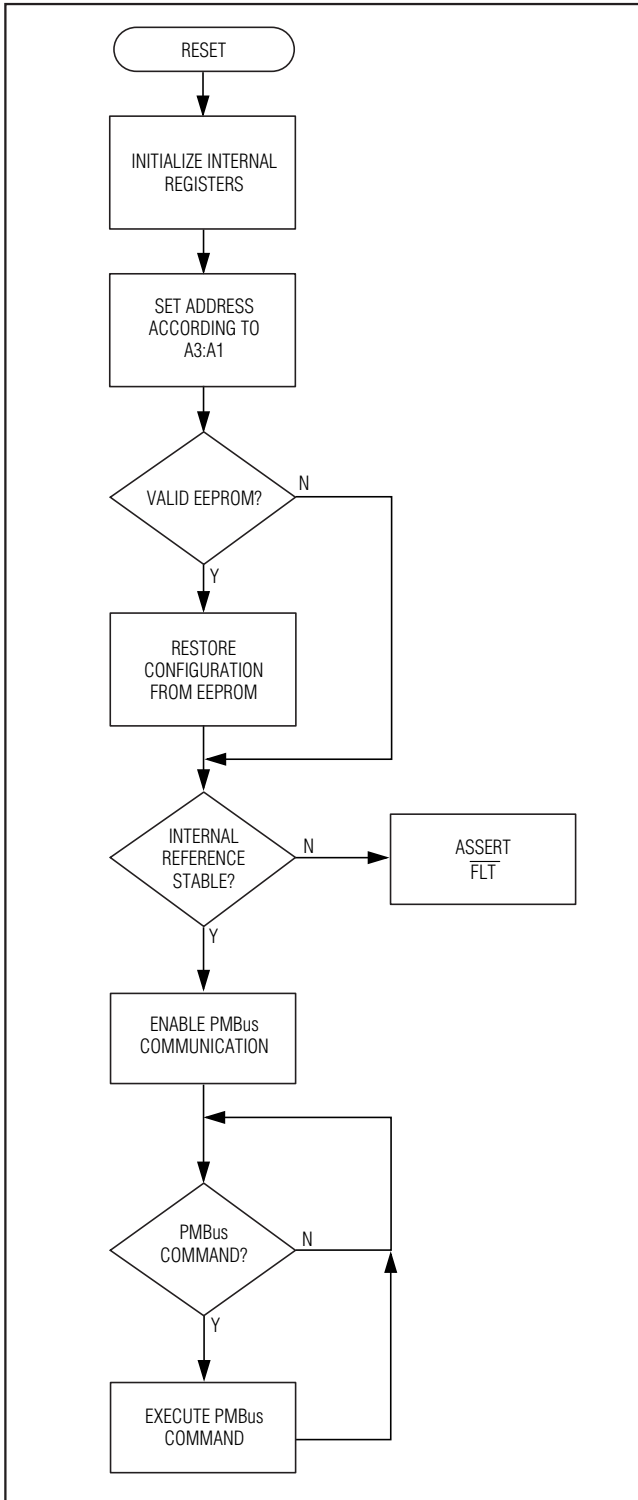 RESET
INITIALIZE INTERNAL
REGISTERS
SET ADDRESS
ACCORDING TO
A3:A1
VALID EEPROM?
N
Y
RESTORE
CONFIGURATION
FROM EEPROM
INTERNAL
REFERENCE
STABLE?
N
ASSERT
FLT
Y
ENABLE PMBus
COMMUNICATION
PMBus
COMMAND?
N
Y
EXECUTE PMBus
COMMAND